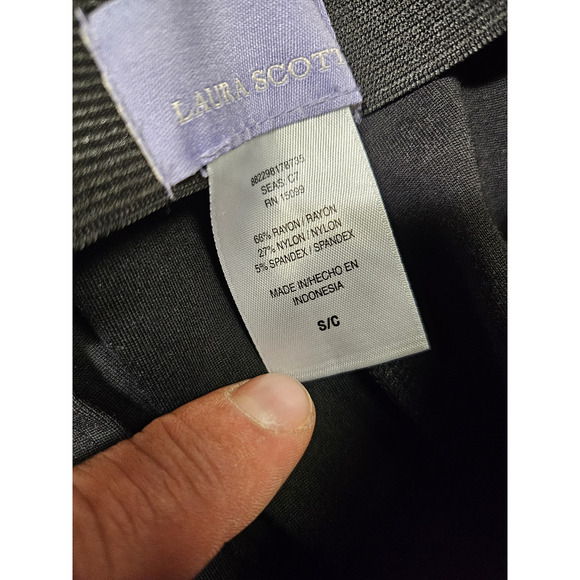 LAURA SCOTT
882298178735
SEAS: C7
RN 15099
68% RAYON / RAYÓN
27% NYLON / NYLON
5% SPANDEX / SPANDEX
MADE IN/HECHO EN
INDONESIA
S/C